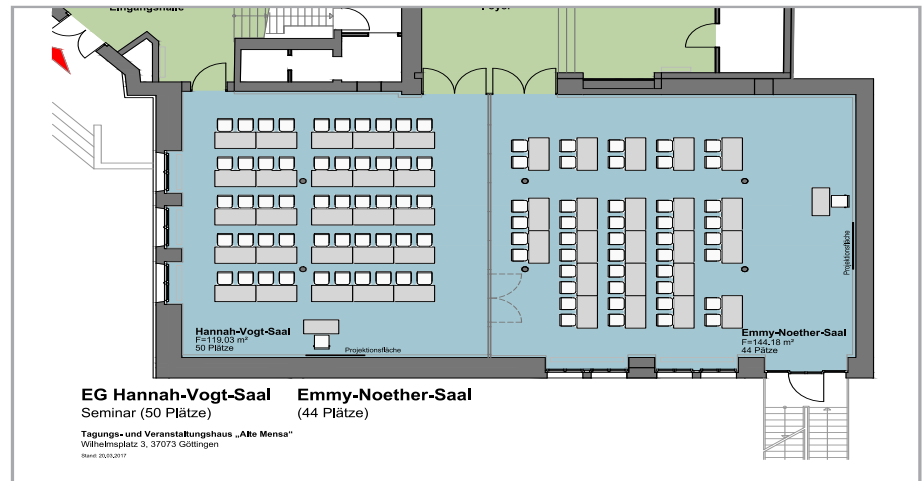 Eingangshalle
Foyer
Hannah-Vogt-Saal
F=119.03 m²
50 Plätze
Projektionsfläche
Projektionsfläche
Emmy-Noether-Saal
F=144.18 m²
44 Pätze
EG Hannah-Vogt-Saal Emmy-Noether-Saal
Seminar (50 Plätze) (44 Plätze)
Tagungs- und Veranstaltungshaus „Alte Mensa“
Wilhelmsplatz 3, 37073 Göttingen
Stand: 20.03.2017